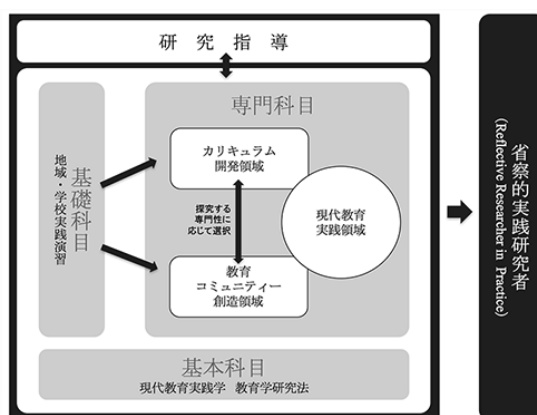 研究指導
専門科目
基礎科目
地域・学校実践演習
カリキュラム
開発領域
探究する
専門性に
応じて選択
現代教育
実践領域
教育
コミュニティー
創造領域
基本科目
現代教育実践学 教育学研究法
省察的実践研究者
(Reflective Researcher in Practice)